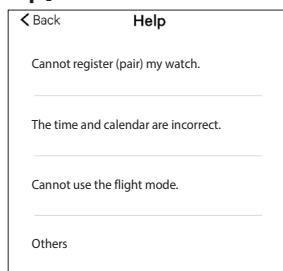 Back Help
Cannot register (pair) my watch.
The time and calendar are incorrect.
Cannot use the flight mode.
Others